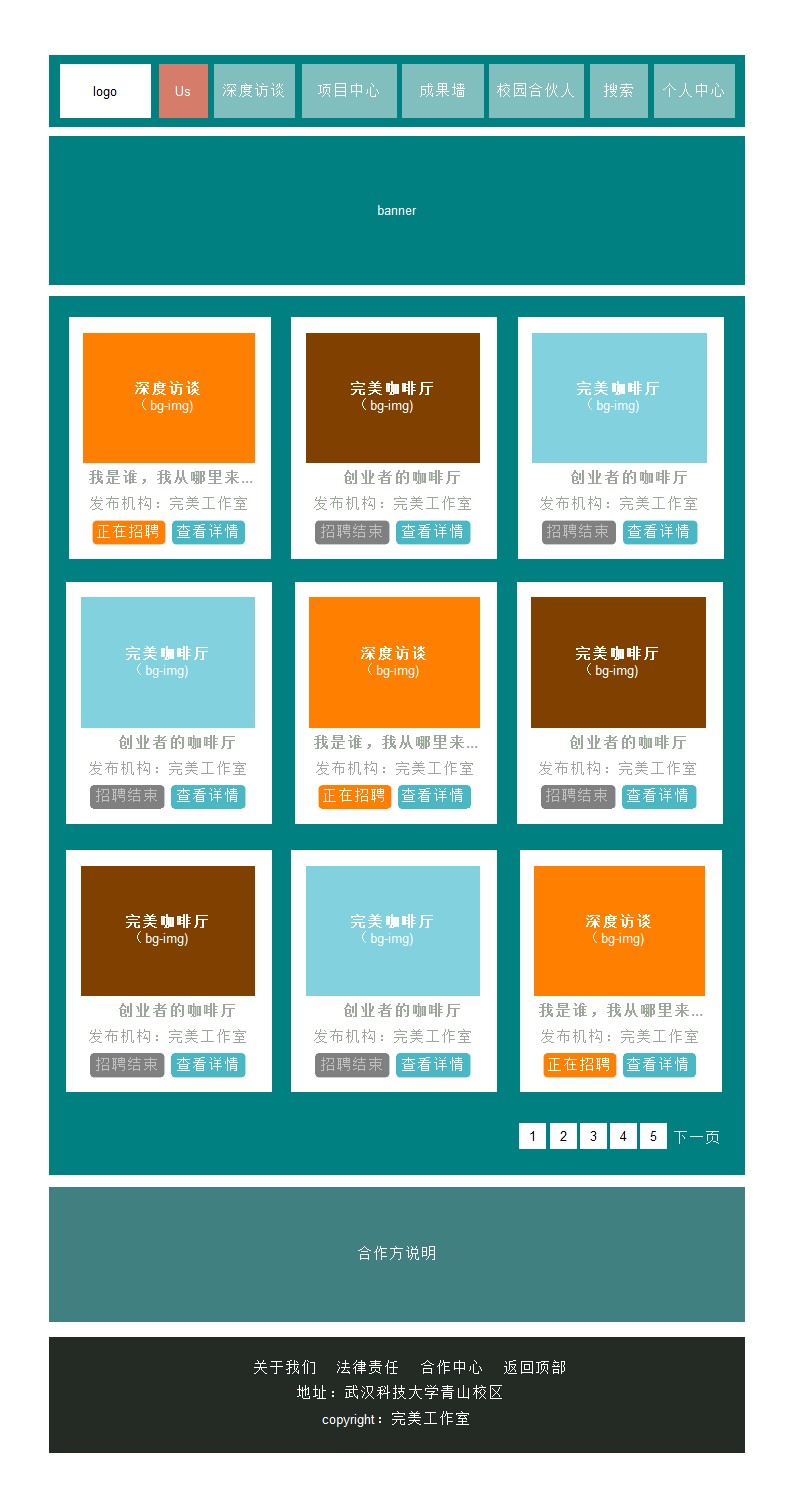 logo Us 深度访谈 项目中心 成果墙 校园合伙人 搜索 个人中心
banner
深度访谈
（bg-img)
我是谁，我从哪里来...
发布机构：完美工作室
正在招聘 查看详情
完美咖啡厅
（bg-img)
创业者的咖啡厅
发布机构：完美工作室
招聘结束 查看详情
完美咖啡厅
（bg-img)
创业者的咖啡厅
发布机构：完美工作室
招聘结束 查看详情
完美咖啡厅
（bg-img)
创业者的咖啡厅
发布机构：完美工作室
招聘结束 查看详情
深度访谈
（bg-img)
我是谁，我从哪里来...
发布机构：完美工作室
正在招聘 查看详情
完美咖啡厅
（bg-img)
创业者的咖啡厅
发布机构：完美工作室
招聘结束 查看详情
完美咖啡厅
（bg-img)
创业者的咖啡厅
发布机构：完美工作室
招聘结束 查看详情
完美咖啡厅
（bg-img)
创业者的咖啡厅
发布机构：完美工作室
招聘结束 查看详情
深度访谈
（bg-img)
我是谁，我从哪里来...
发布机构：完美工作室
正在招聘 查看详情
1 2 3 4 5 下一页
合作方说明
关于我们 法律责任 合作中心 返回顶部
地址：武汉科技大学青山校区
copyright：完美工作室